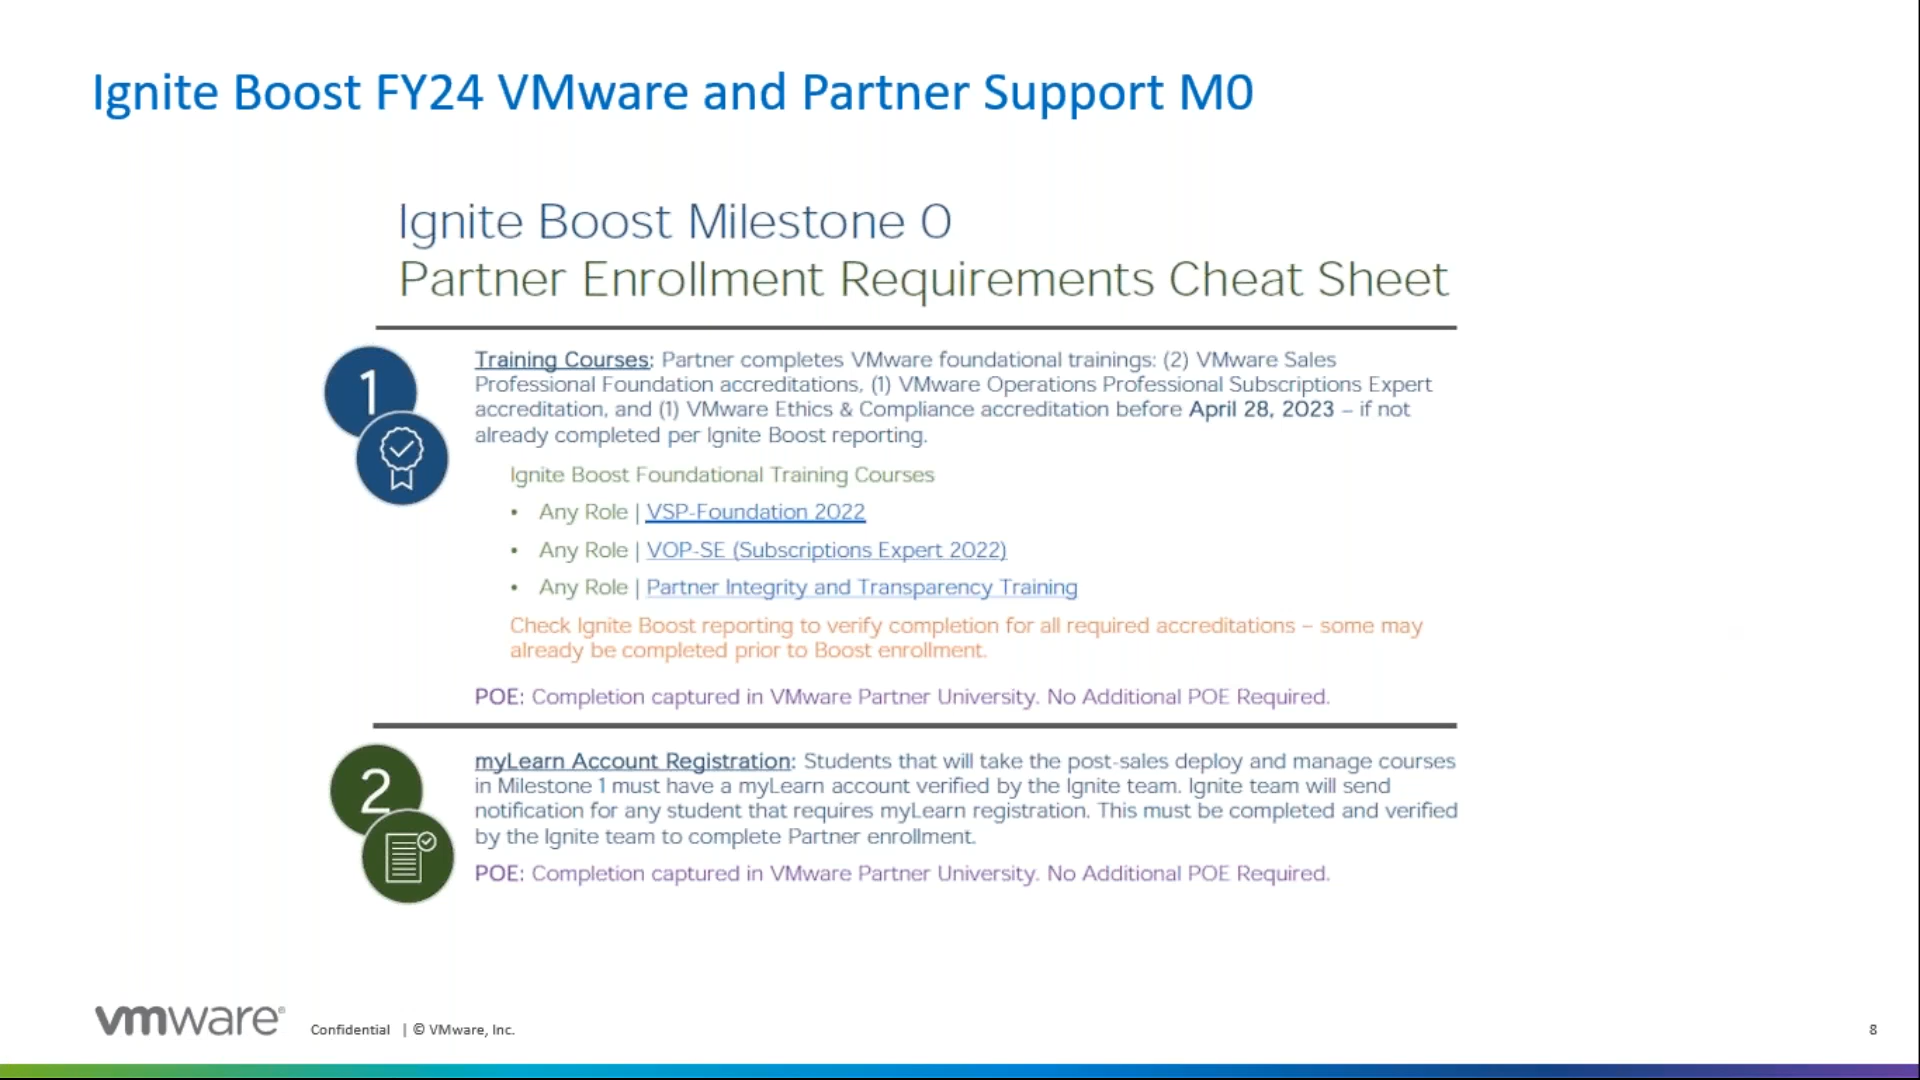 Ignite Boost FY24 VMware and Partner Support M0
Ignite Boost Milestone 0
Partner Enrollment Requirements Cheat Sheet
1
Training Courses: Partner completes VMware foundational trainings: (2) VMware Sales
Professional Foundation accreditations, (1) VMware Operations Professional Subscriptions Expert
accreditation, and (1) VMware Ethics & Compliance accreditation before April 28, 2023 – if not
already completed per Ignite Boost reporting.
Ignite Boost Foundational Training Courses
• Any Role | VSP-Foundation 2022
• Any Role | VOP-SE (Subscriptions Expert 2022)
• Any Role | Partner Integrity and Transparency Training
Check Ignite Boost reporting to verify completion for all required accreditations – some may
already be completed prior to Boost enrollment.
POE: Completion captured in VMware Partner University. No Additional POE Required.
2
myLearn Account Registration: Students that will take the post-sales deploy and manage courses
in Milestone 1 must have a myLearn account verified by the Ignite team. Ignite team will send
notification for any student that requires myLearn registration. This must be completed and verified
by the Ignite team to complete Partner enrollment.
POE: Completion captured in VMware Partner University. No Additional POE Required.
vmware® Confidential | © VMware, Inc. 8